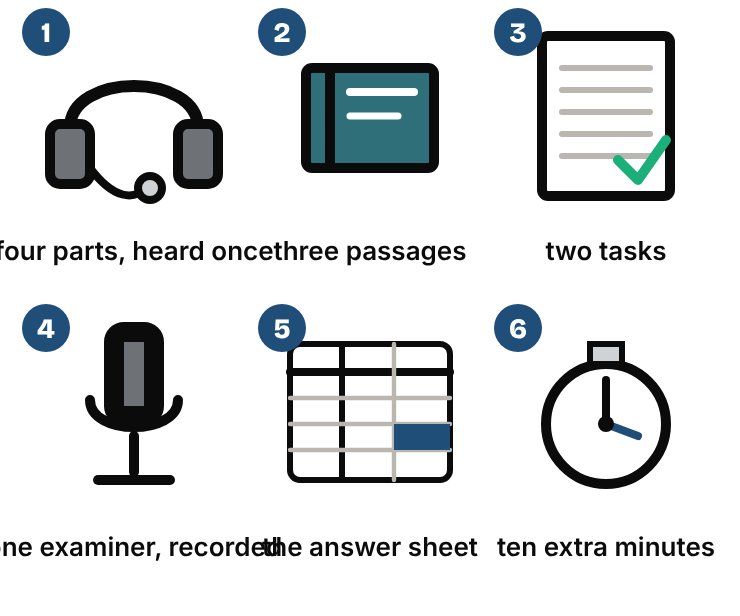 1
2
3
four parts, heard once
three passages
two tasks
4
5
6
one examiner, recorded
the answer sheet
ten extra minutes